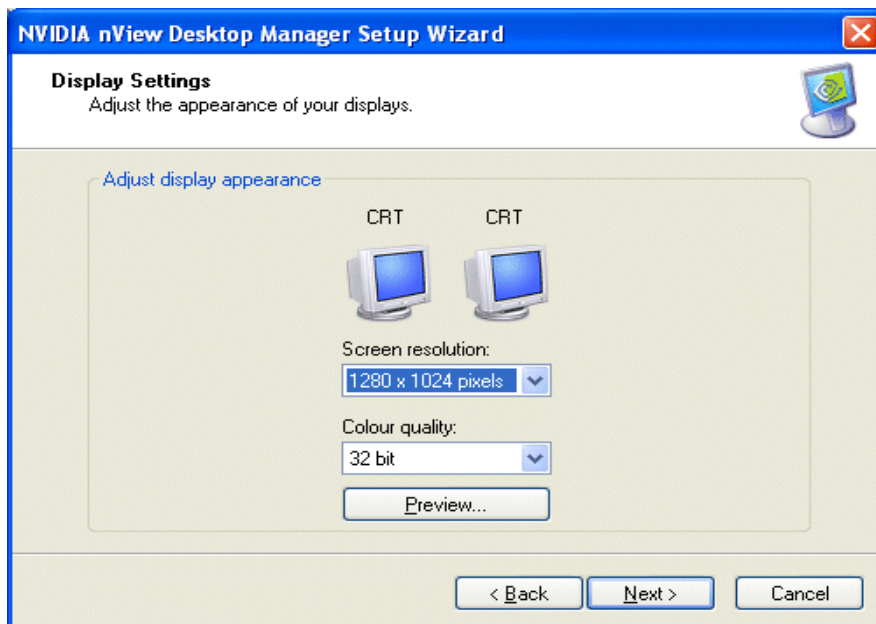 NVIDIA nView Desktop Manager Setup Wizard
Display Settings
Adjust the appearance of your displays.
Adjust display appearance
CRT CRT
Screen resolution:
1280 x 1024 pixels
Colour quality:
32 bit
Preview...
< Back Next > Cancel